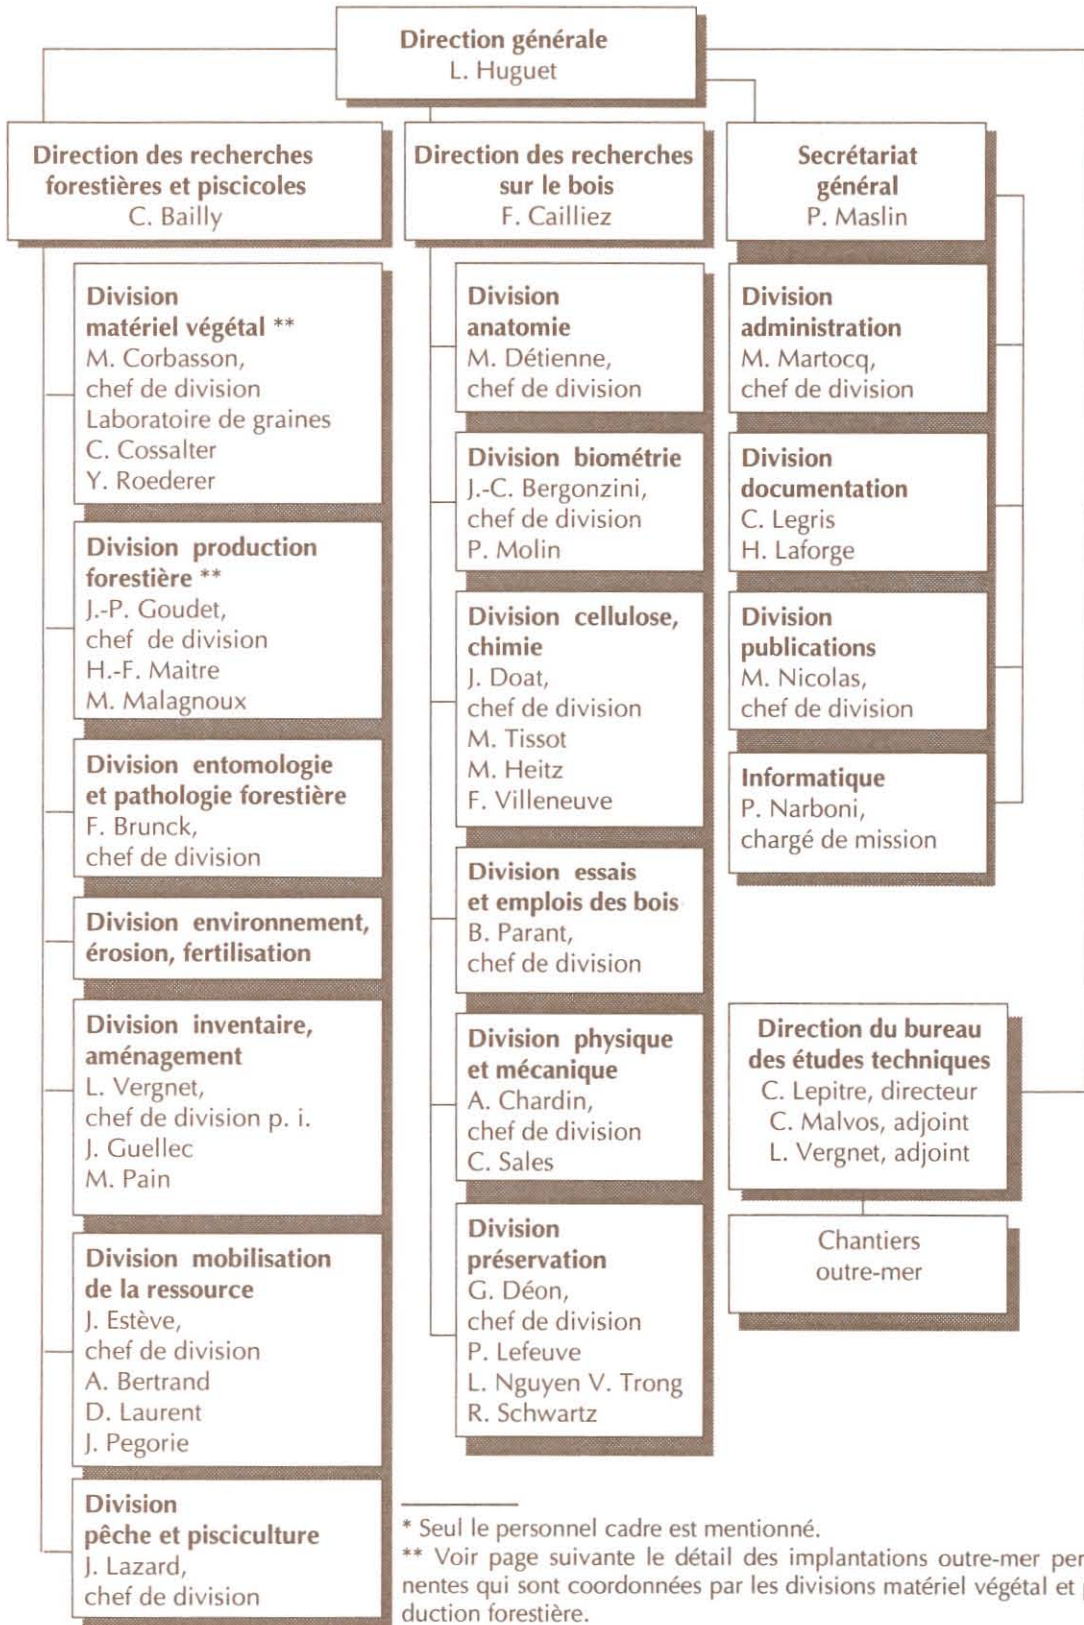 Direction générale
L. Huguet
Direction des recherches
forestières et piscicoles
C. Bailly
Division
matériel végétal **
M. Corbasson,
chef de division
Laboratoire de graines
C. Cossalter
Y. Roederer
Division production
forestière **
J.-P. Goudet,
chef de division
H.-F. Maitre
M. Malagnoux
Division entomologie
et pathologie forestière
F. Brunck,
chef de division
Division environnement,
érosion, fertilisation
Division inventaire,
aménagement
L. Vergnet,
chef de division p. i.
J. Guellec
M. Pain
Division mobilisation
de la ressource
J. Estève,
chef de division
A. Bertrand
D. Laurent
J. Pegorie
Division
pêche et pisciculture
J. Lazard,
chef de division
Direction des recherches
sur le bois
F. Cailliez
Division
anatomie
M. Détienne,
chef de division
Division biométrie
J.-C. Bergonzini,
chef de division
P. Molin
Division cellulose,
chimie
J. Doat,
chef de division
M. Tissot
M. Heitz
F. Villeneuve
Division essais
et emplois des bois
B. Parant,
chef de division
Division physique
et mécanique
A. Chardin,
chef de division
C. Sales
Division
préservation
G. Déon,
chef de division
P. Lefeuve
L. Nguyen V. Trong
R. Schwartz
Secrétariat
général
P. Maslin
Division
administration
M. Martocq,
chef de division
Division
documentation
C. Legris
H. Laforge
Division
publications
M. Nicolas,
chef de division
Informatique
P. Narboni,
chargé de mission
Direction du bureau
des études techniques
C. Lepitre, directeur
C. Malvos, adjoint
L. Vergnet, adjoint
Chantiers
outre-mer
* Seul le personnel cadre est mentionné.
** Voir page suivante le détail des implantations outre-mer per
nentes qui sont coordonnées par les divisions matériel végétal et
duction forestière.